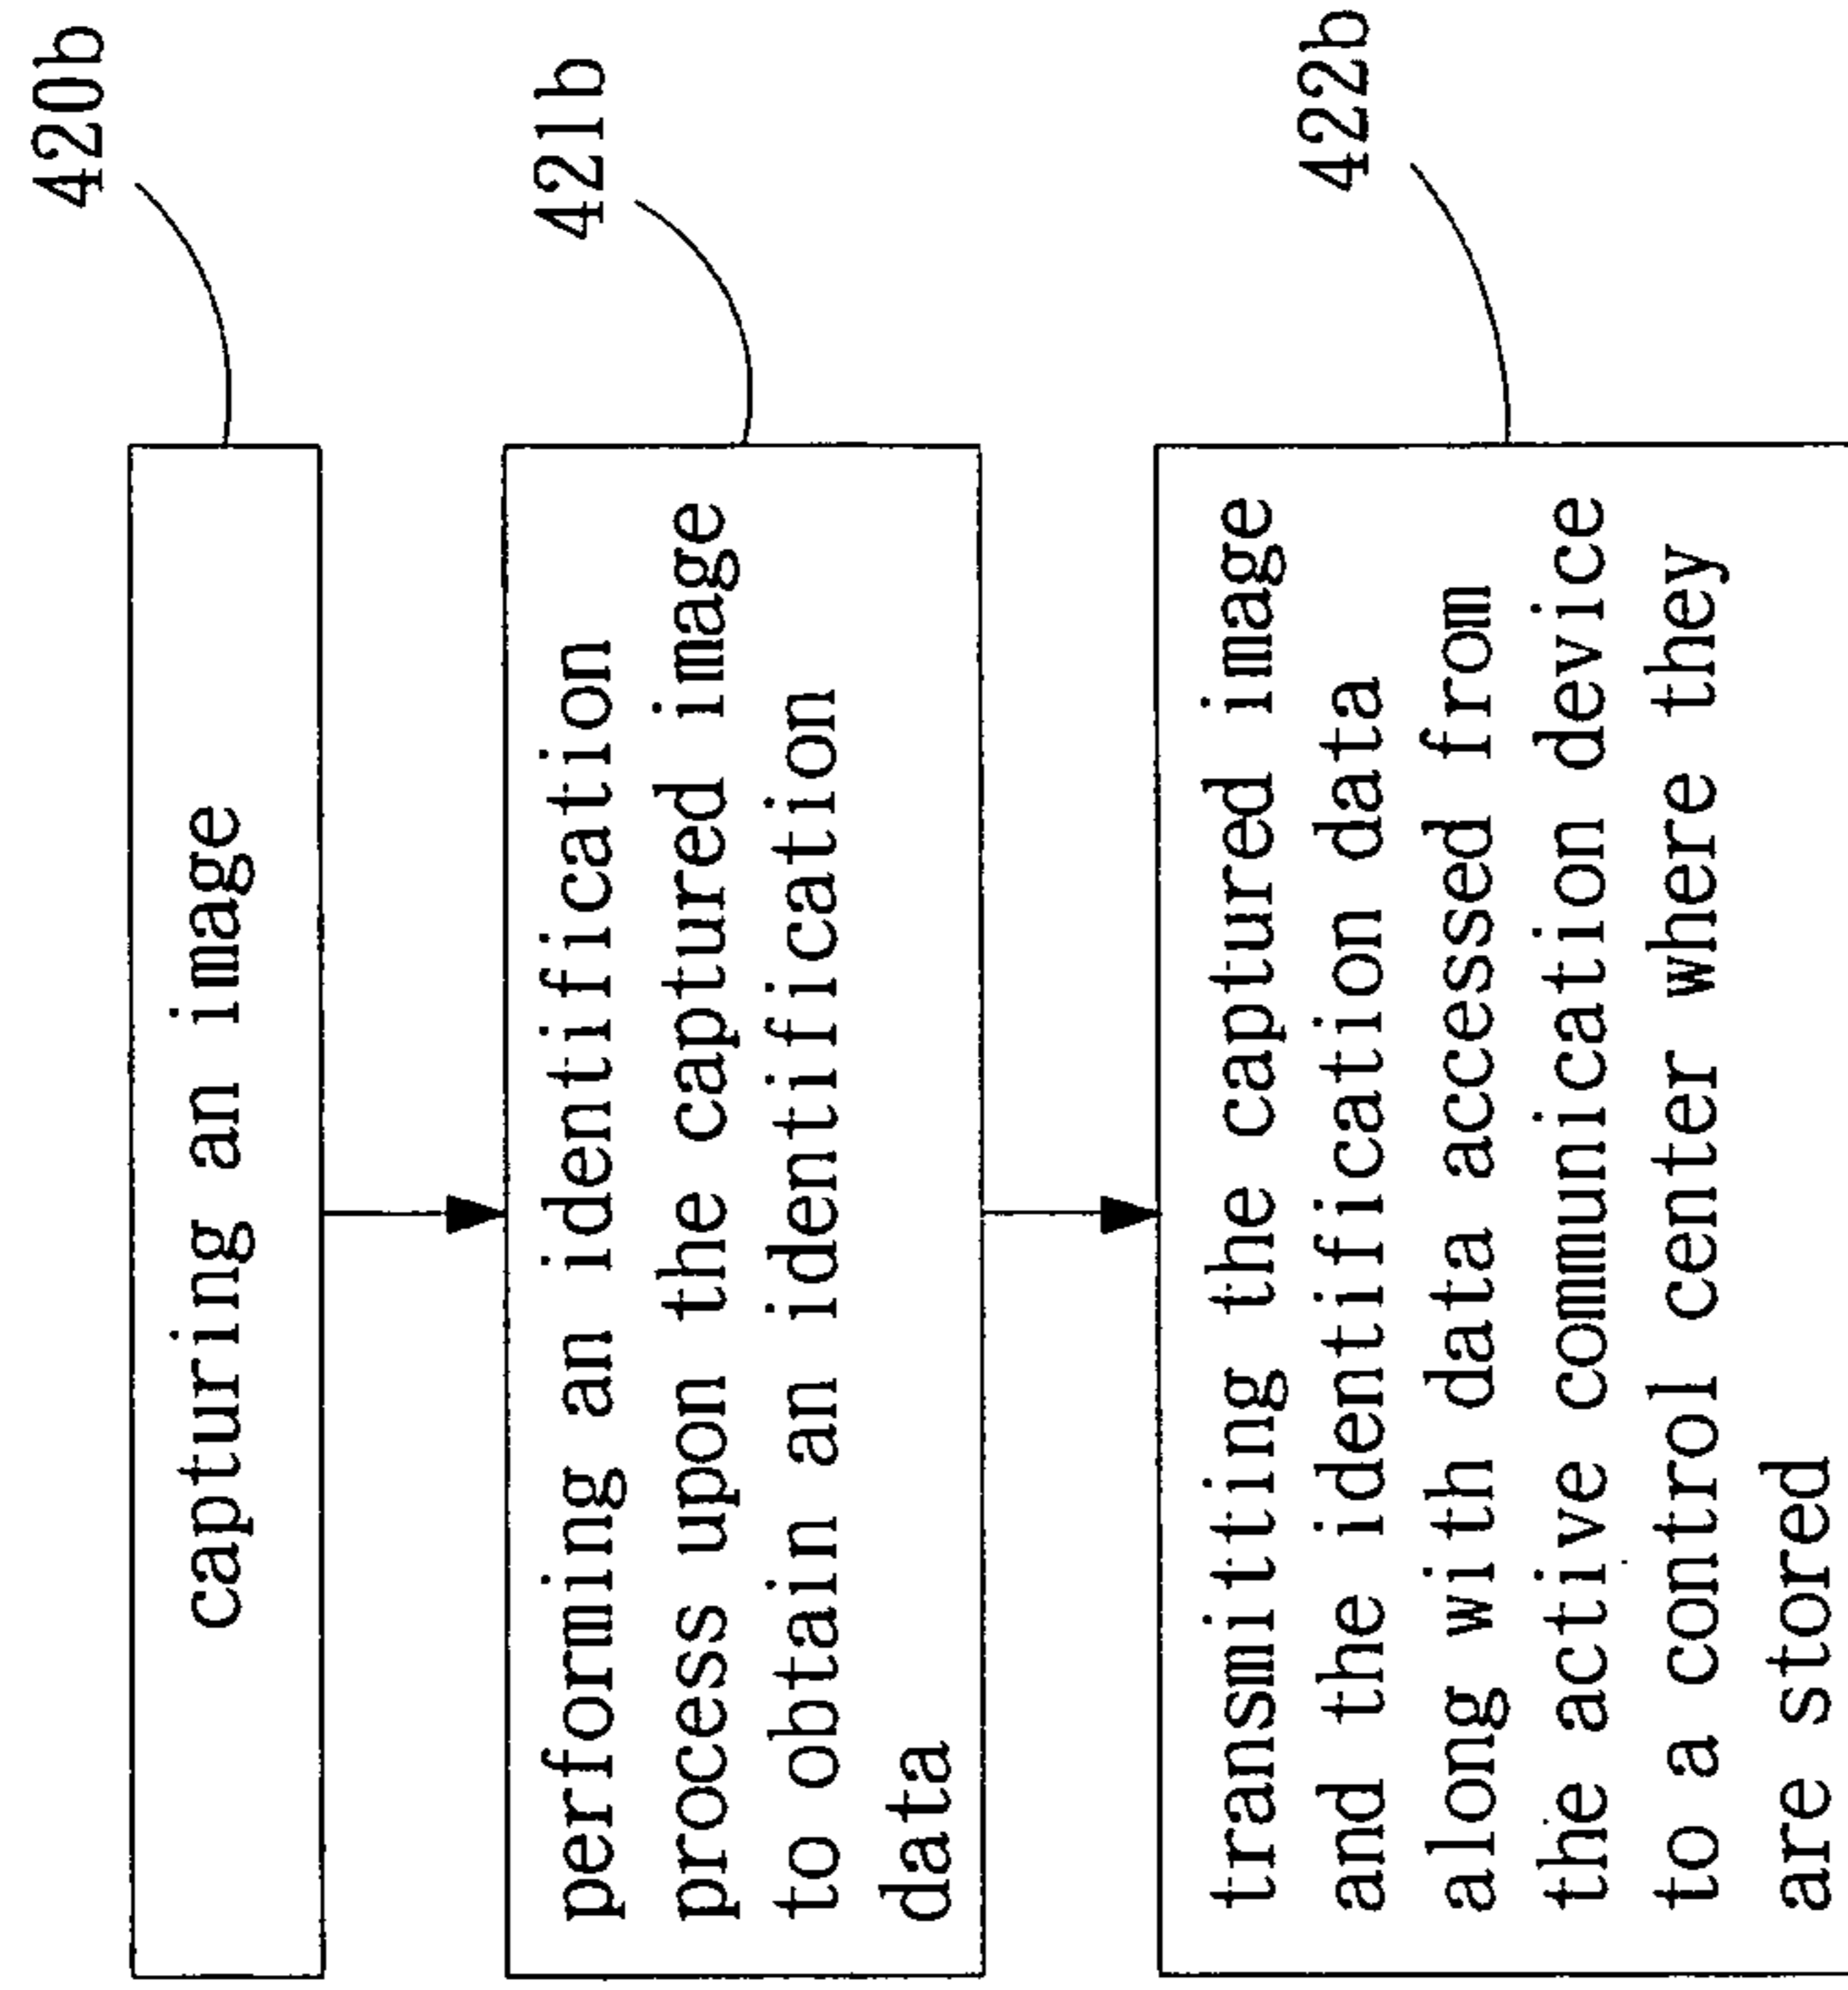 420b
capturing an image
421b
performing an identification
process upon the captured image
to obtain an identification
data
422b
transmitting the captured image
and the identification data
along with data accessed from
the active communication device
to a control center where they
are stored